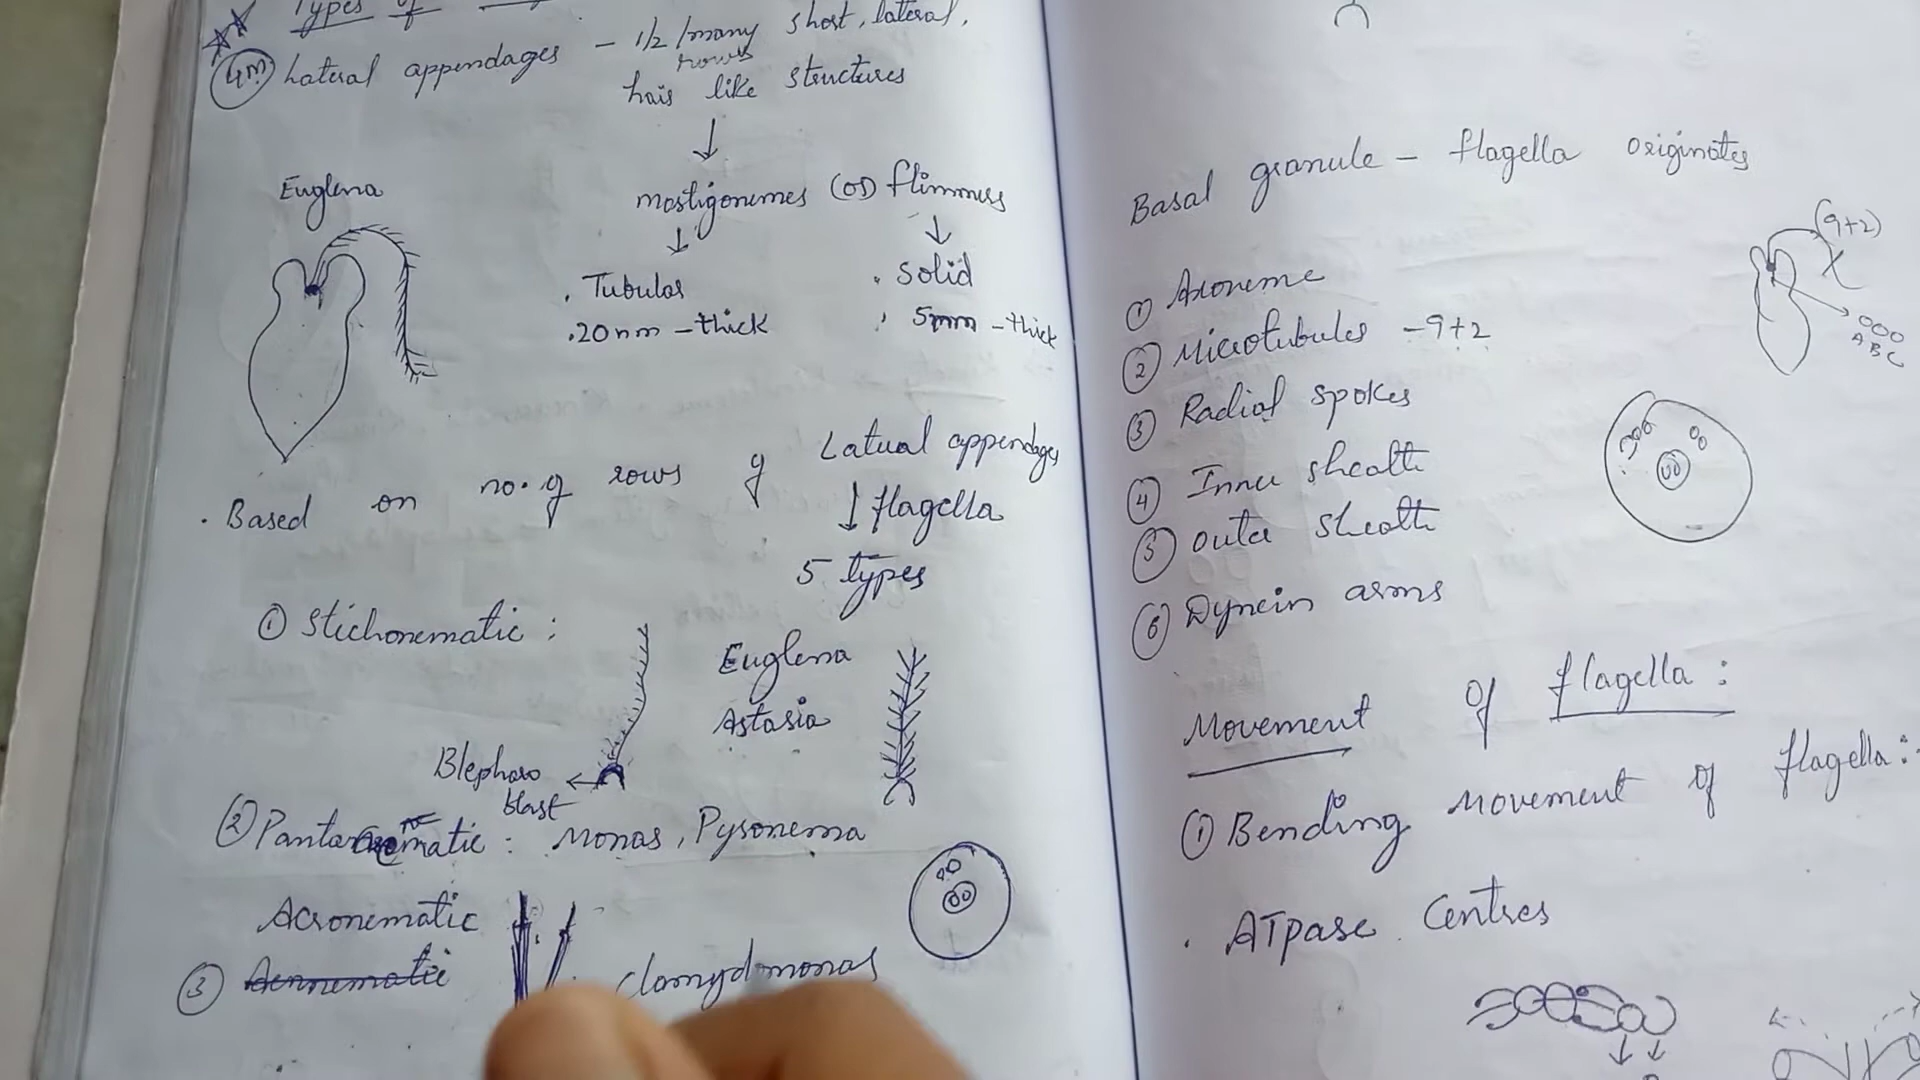 Types of
4m Lateral appendages – 1/2/many short, lateral,
rows
hair like structures
Euglena
mastigonemes (or) flimmers
. Tubular
. Solid
. 20nm – thick
5mm – thick
. Based on no. of rows of Lateral appendages
flagella
5 types
① Stichonematic :
Euglena
Astasia
Blepharo
blast
② matic : Monas, Pysonema
Acronematic
③
Clamydmonas
Basal granule – flagella originates
(9+2)
① Axoneme
ABC
② Microtubules – 9+2
③ Radial spokes
④ Inner sheath
⑤ outer sheath
⑥ Dynein arms
Movement of flagella :
① Bending Movement of flagella :
. ATpase Centres